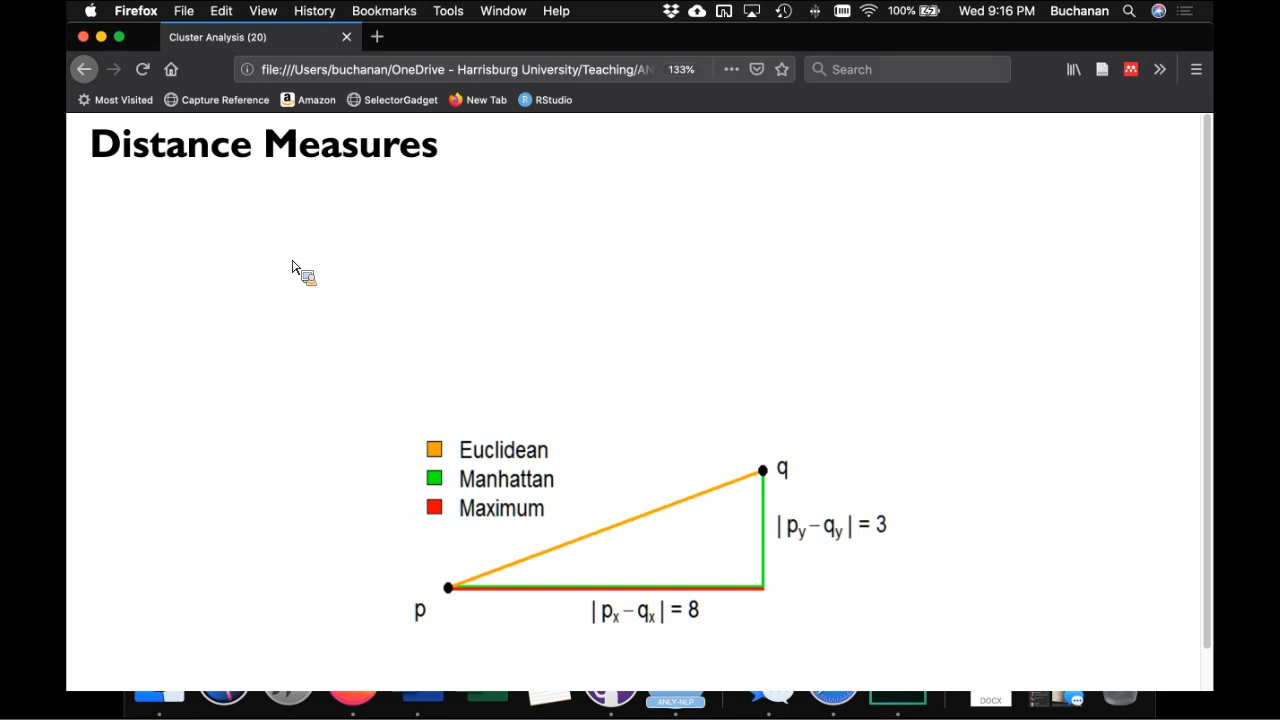 Firefox File Edit View History Bookmarks Tools Window Help 100% Wed 9:16 PM Buchanan
Cluster Analysis (20)
file:///Users/buchanan/OneDrive - Harrisburg University/Teaching/AN 133% Search
Most Visited Capture Reference Amazon SelectorGadget New Tab RStudio
Distance Measures
Euclidean
Manhattan
Maximum
q
| py – qy | = 3
p
| px – qx | = 8
ANLY-NLP
DOCX